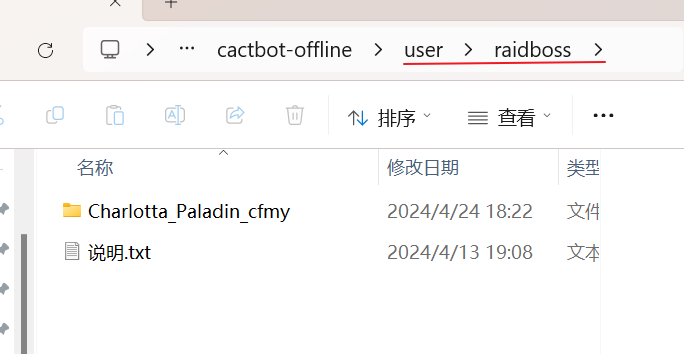 cactbot-offline user raidboss
排序 查看
名称 修改日期 类型
Charlotta_Paladin_cfmy 2024/4/24 18:22 文件
说明.txt 2024/4/13 19:08 文本